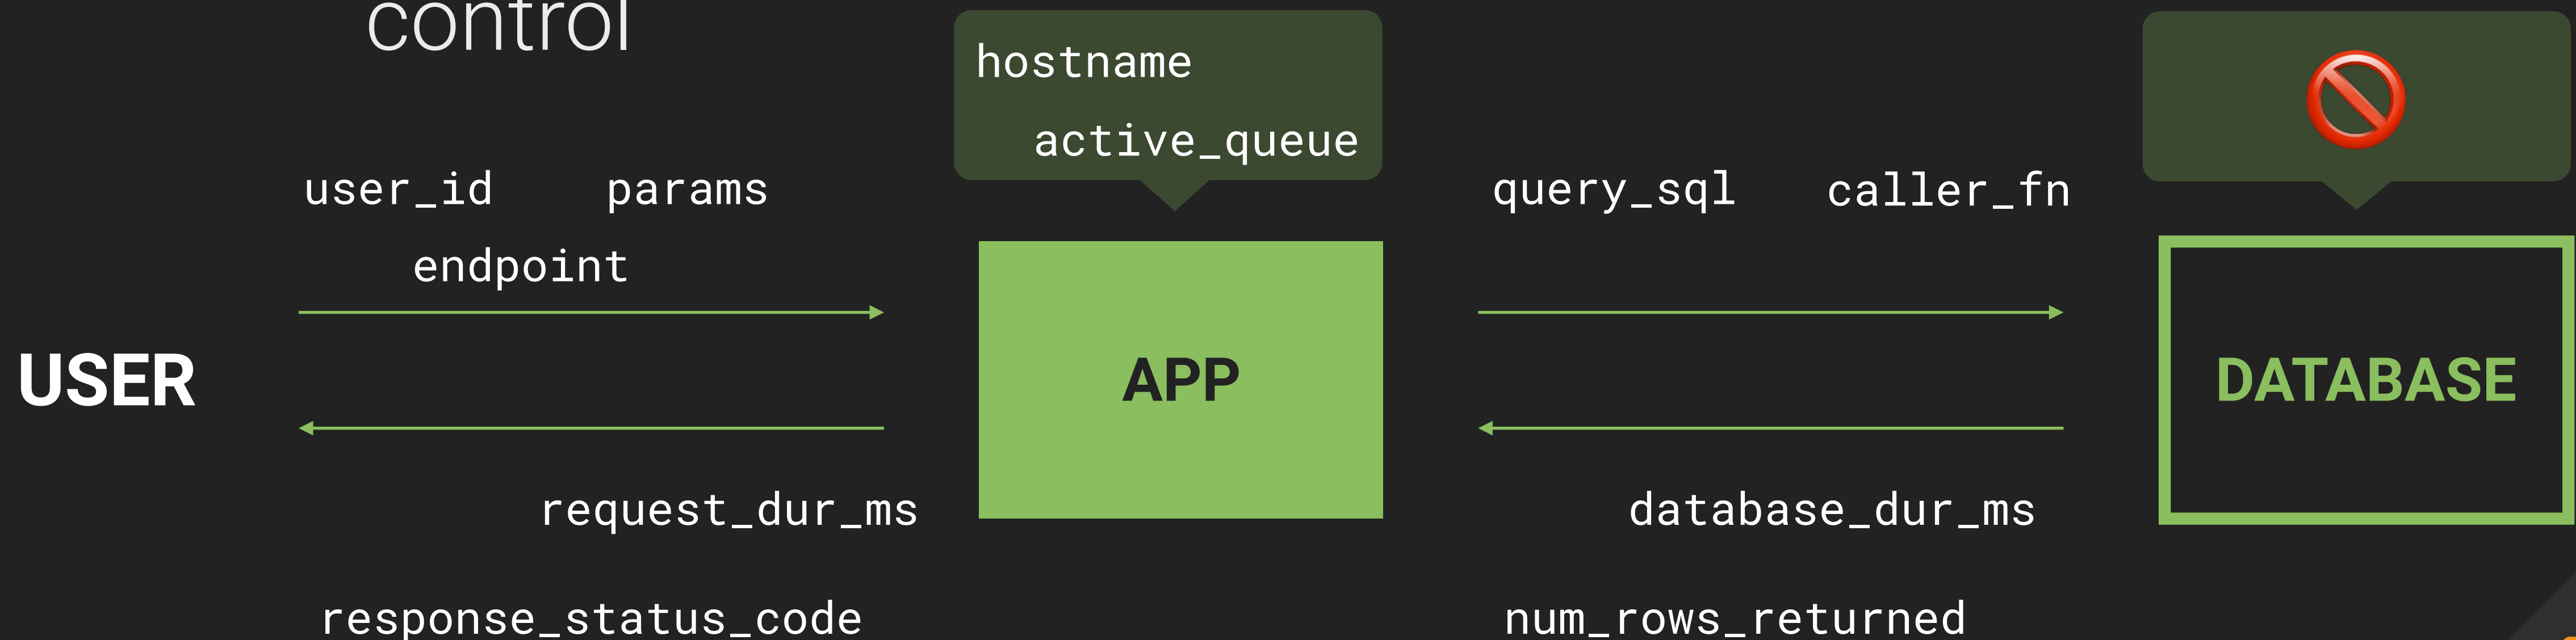 control
hostname
active_queue
user_id params
endpoint
query_sql caller_fn
USER
APP
DATABASE
request_dur_ms
database_dur_ms
response_status_code
num_rows_returned